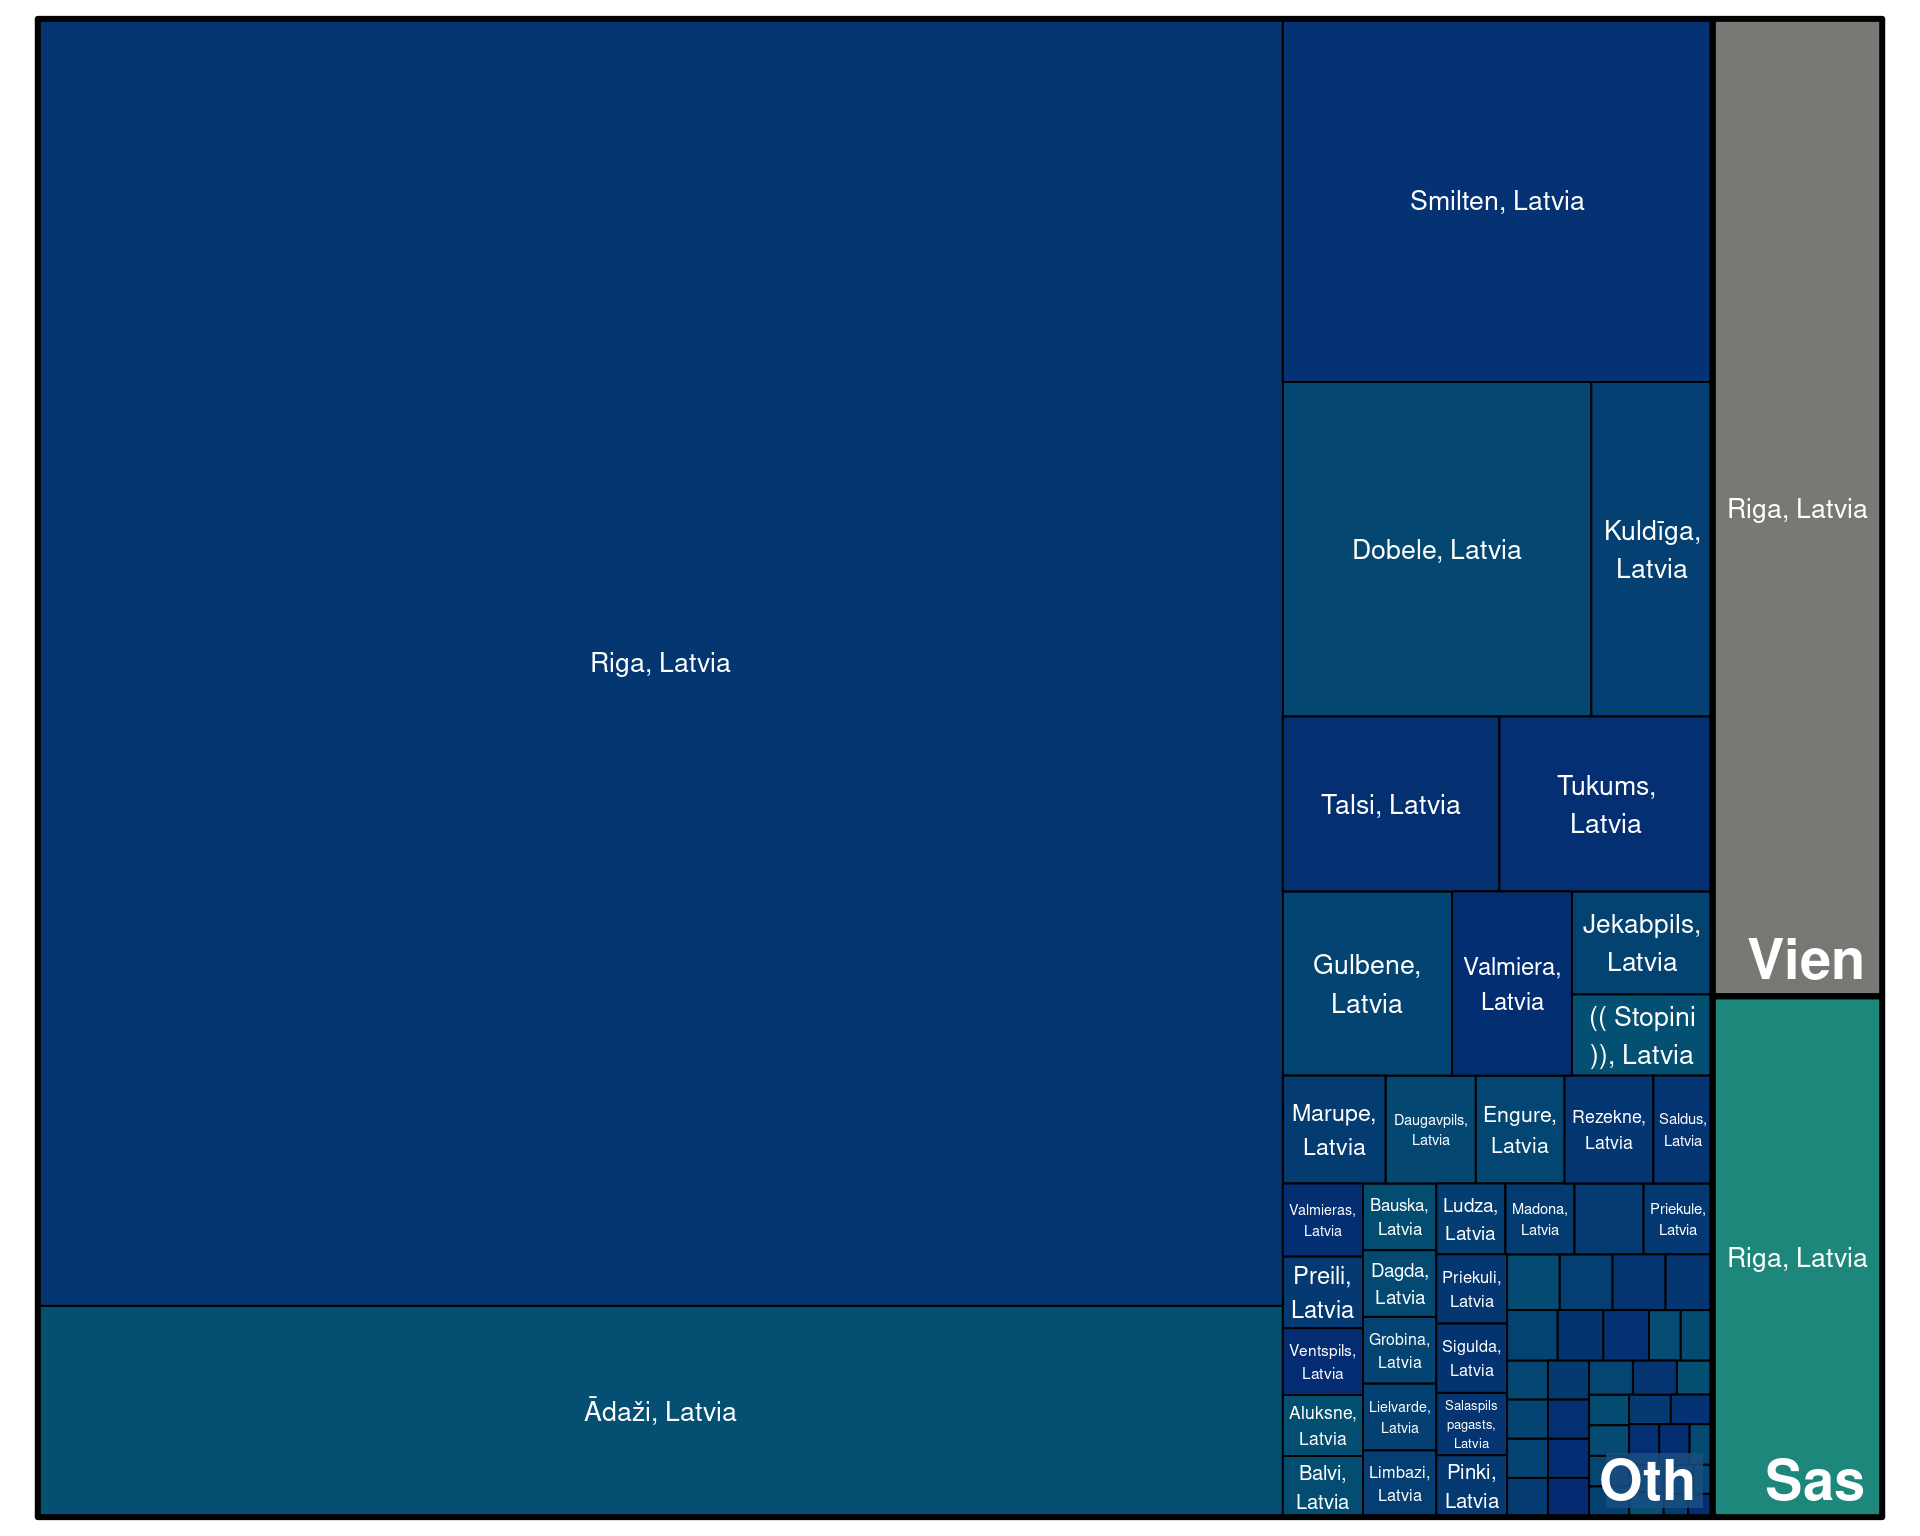 Riga, Latvia
Ādaži, Latvia
Smilten, Latvia
Dobele, Latvia
Kuldīga,
Latvia
Talsi, Latvia
Tukums,
Latvia
Gulbene,
Latvia
Valmiera,
Latvia
Jekabpils,
Latvia
(( Stopini
)), Latvia
Marupe,
Latvia
Daugavpils,
Latvia
Engure,
Latvia
Rezekne,
Latvia
Saldus,
Latvia
Valmieras,
Latvia
Preili,
Latvia
Ventspils,
Latvia
Aluksne,
Latvia
Balvi,
Latvia
Bauska,
Latvia
Dagda,
Latvia
Grobina,
Latvia
Lielvarde,
Latvia
Limbazi,
Latvia
Ludza,
Latvia
Madona,
Latvia
Priekule,
Latvia
Priekuli,
Latvia
Sigulda,
Latvia
Salaspils
pagasts,
Latvia
Pinki,
Latvia
Oth
Riga, Latvia
Vien
Riga, Latvia
Sas